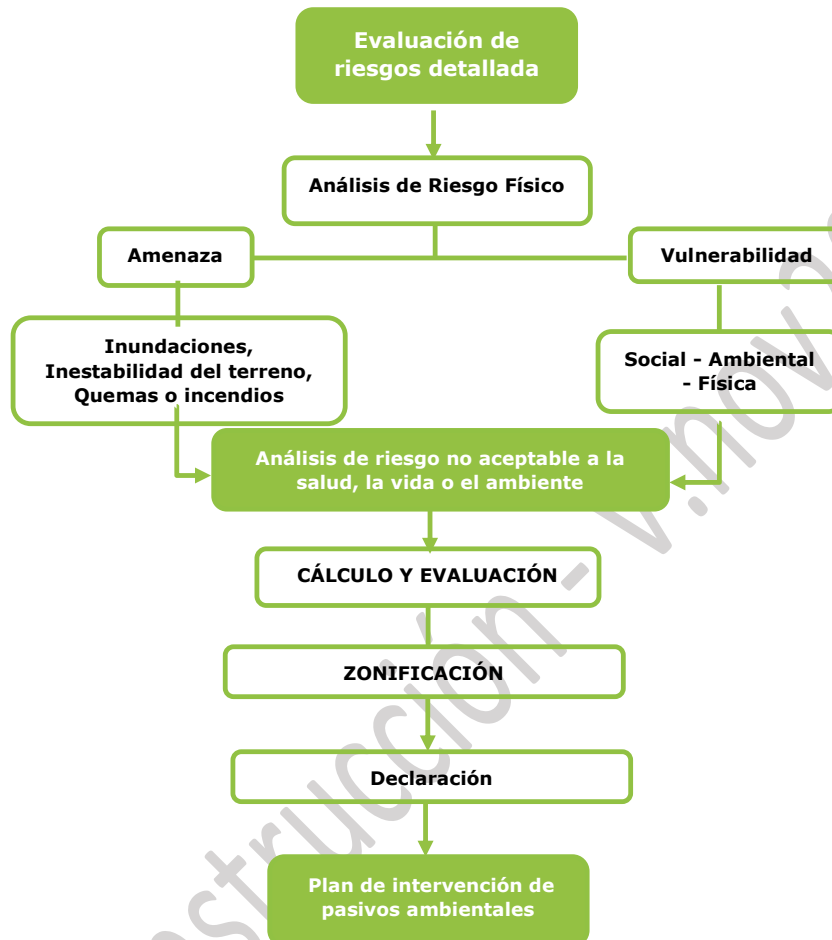 Evaluación de
riesgos detallada
Análisis de Riesgo Físico
Amenaza
Vulnerabilidad
Inundaciones,
Inestabilidad del terreno,
Quemas o incendios
Social - Ambiental
- Física
Análisis de riesgo no aceptable a la
salud, la vida o el ambiente
CÁLCULO Y EVALUACIÓN
ZONIFICACIÓN
Declaración
Plan de intervención de
pasivos ambientales